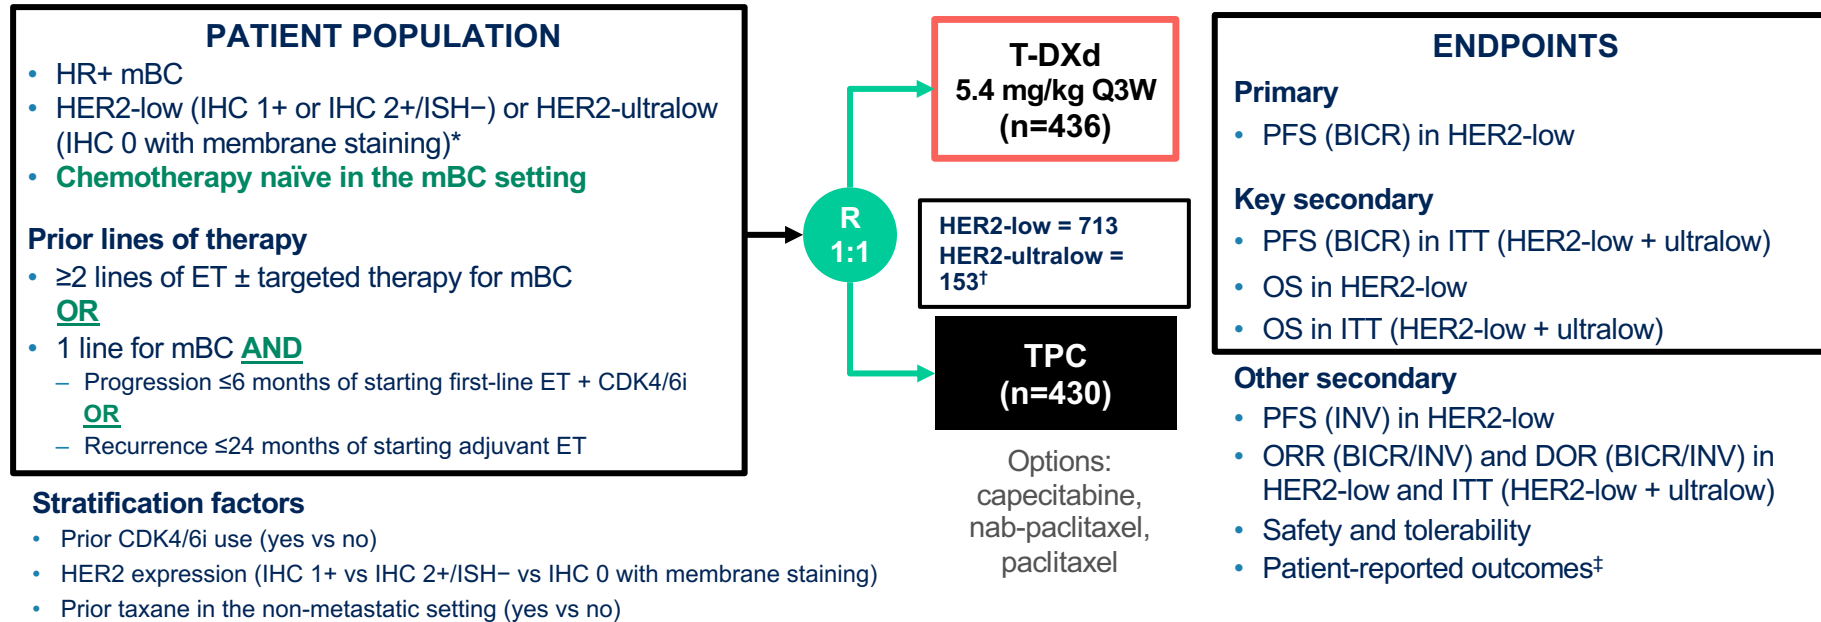 PATIENT POPULATION
• HR+ mBC
• HER2-low (IHC 1+ or IHC 2+/ISH−) or HER2-ultralow
(IHC 0 with membrane staining)*
• Chemotherapy naïve in the mBC setting
Prior lines of therapy
• ≥2 lines of ET ± targeted therapy for mBC
OR
• 1 line for mBC AND
– Progression ≤6 months of starting first-line ET + CDK4/6i
OR
– Recurrence ≤24 months of starting adjuvant ET
Stratification factors
• Prior CDK4/6i use (yes vs no)
• HER2 expression (IHC 1+ vs IHC 2+/ISH− vs IHC 0 with membrane staining)
• Prior taxane in the non-metastatic setting (yes vs no)
R
1:1
T-DXd
5.4 mg/kg Q3W
(n=436)
HER2-low = 713
HER2-ultralow =
153†
TPC
(n=430)
Options:
capecitabine,
nab-paclitaxel,
paclitaxel
ENDPOINTS
Primary
• PFS (BICR) in HER2-low
Key secondary
• PFS (BICR) in ITT (HER2-low + ultralow)
• OS in HER2-low
• OS in ITT (HER2-low + ultralow)
Other secondary
• PFS (INV) in HER2-low
• ORR (BICR/INV) and DOR (BICR/INV) in
HER2-low and ITT (HER2-low + ultralow)
• Safety and tolerability
• Patient-reported outcomes‡